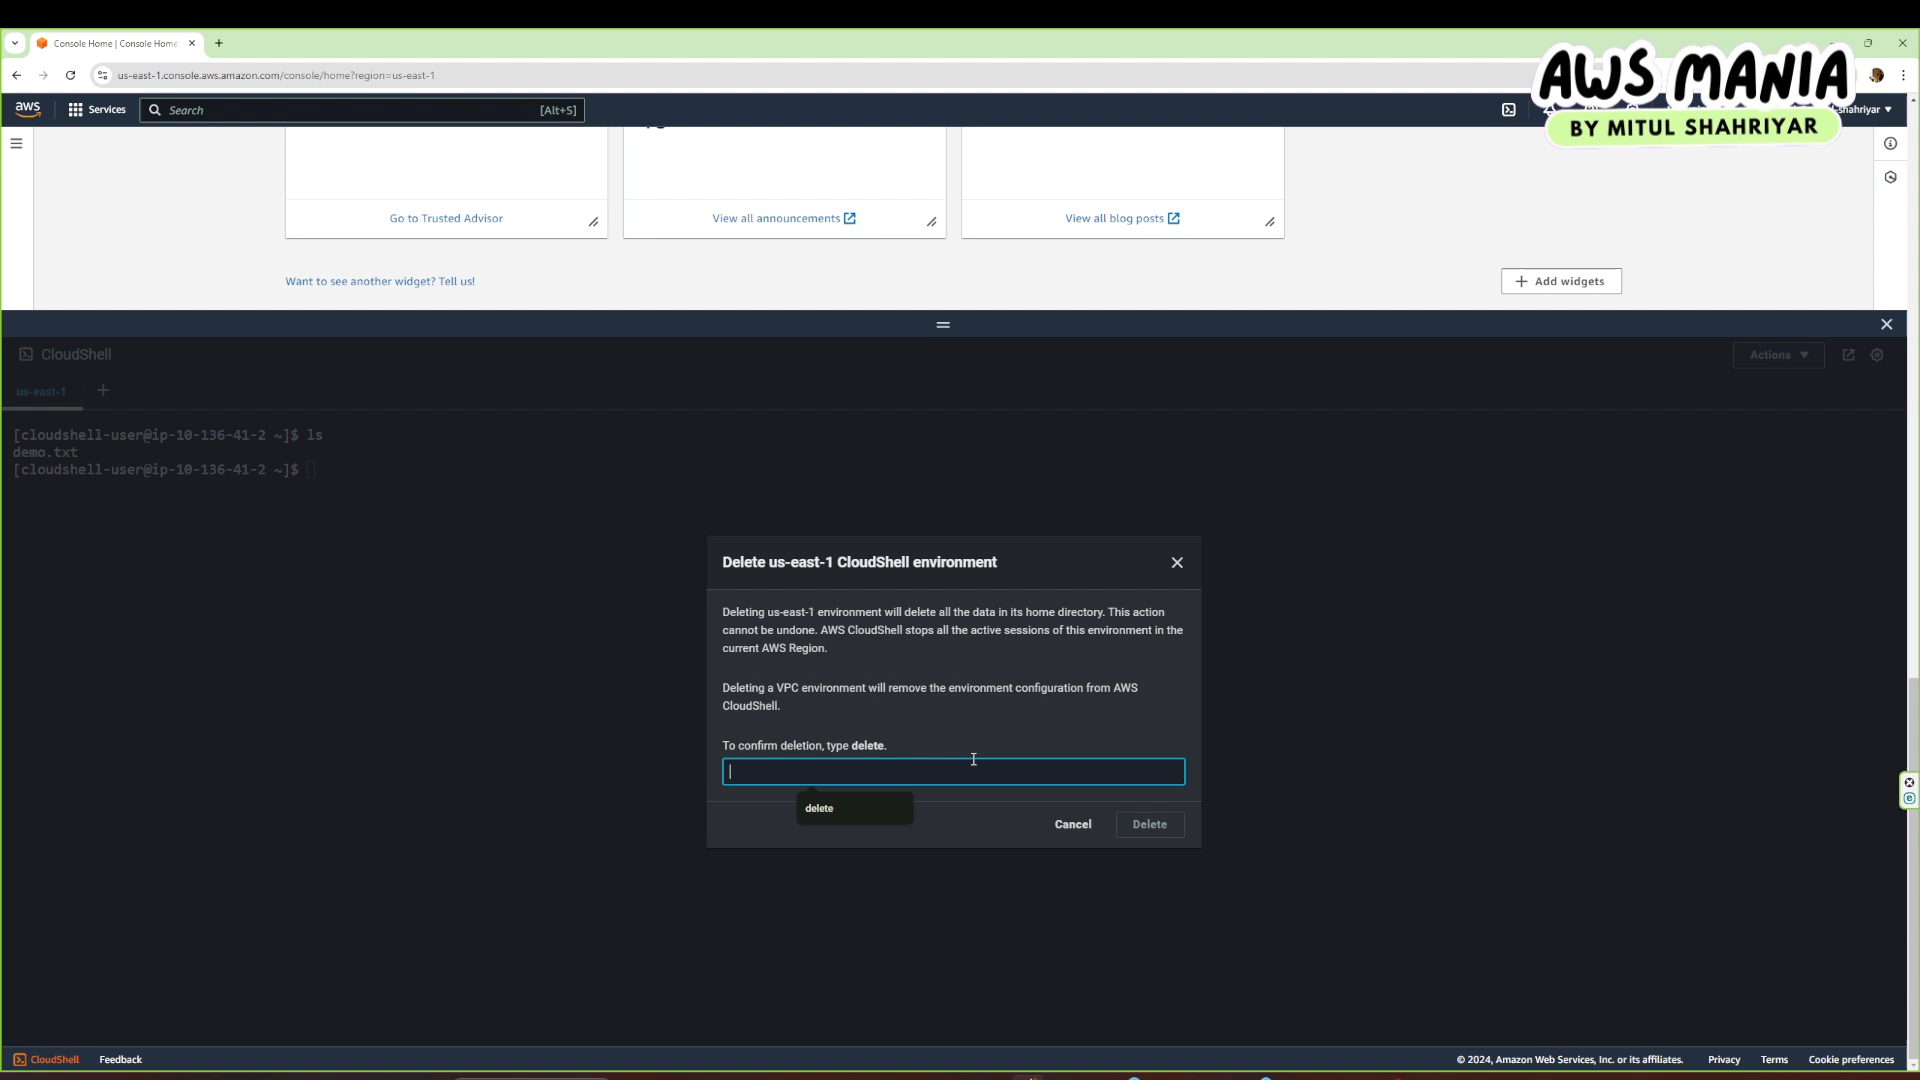 Console Home | Console Home
us-east-1.console.aws.amazon.com/console/home?region=us-east-1
AWS MANIA
BY MITUL SHAHRIYAR
aws
Services
Search
[Alt+S]
-shahriyar
Go to Trusted Advisor
View all announcements
View all blog posts
Want to see another widget? Tell us!
+ Add widgets
CloudShell
Actions
us-east-1
[cloudshell-user@ip-10-136-41-2 ~]$ ls
demo.txt
[cloudshell-user@ip-10-136-41-2 ~]$
Delete us-east-1 CloudShell environment
Deleting us-east-1 environment will delete all the data in its home directory. This action
cannot be undone. AWS CloudShell stops all the active sessions of this environment in the
current AWS Region.
Deleting a VPC environment will remove the environment configuration from AWS
CloudShell.
To confirm deletion, type delete.
delete
Cancel
Delete
CloudShell
Feedback
© 2024, Amazon Web Services, Inc. or its affiliates.
Privacy
Terms
Cookie preferences